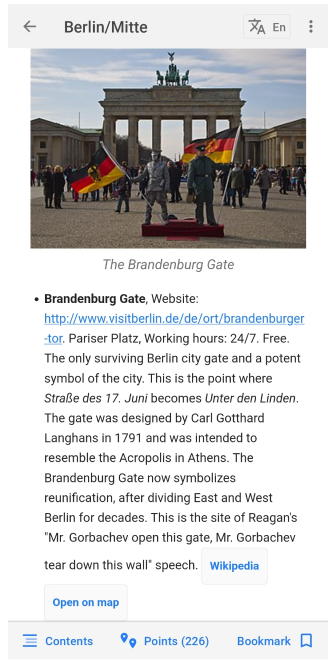 Berlin/Mitte
En
The Brandenburg Gate
• Brandenburg Gate, Website:
http://www.visitberlin.de/de/ort/brandenburger
-tor. Pariser Platz, Working hours: 24/7. Free.
The only surviving Berlin city gate and a potent
symbol of the city. This is the point where
Straße des 17. Juni becomes Unter den Linden.
The gate was designed by Carl Gotthard
Langhans in 1791 and was intended to
resemble the Acropolis in Athens. The
Brandenburg Gate now symbolizes
reunification, after dividing East and West
Berlin for decades. This is the site of Reagan's
"Mr. Gorbachev open this gate, Mr. Gorbachev
tear down this wall" speech. Wikipedia
Open on map
Contents Points (226) Bookmark